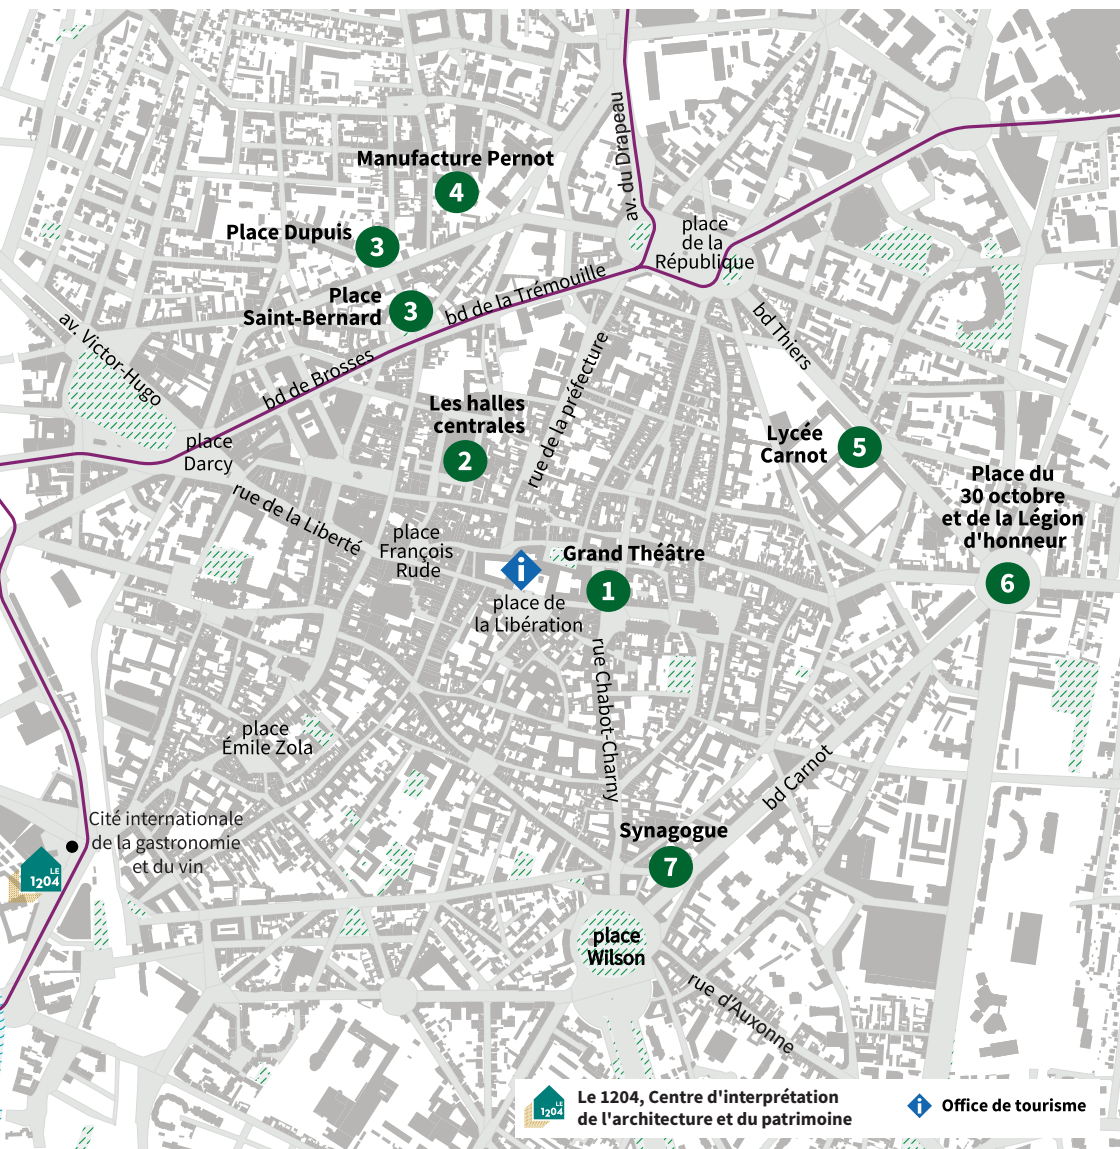 av. du Drapeau
Manufacture Pernot
4
Place Dupuis
3
place
de la
République
Place
Saint-Bernard
3
bd de la Trémouille
bd de Brosses
av. Victor-Hugo
bd Thiers
rue de la préfecture
Les halles
centrales
2
place
Darcy
Lycée
Carnot
5
Place du
30 octobre
et de la Légion
d'honneur
6
rue de la Liberté
place
François
Rude
i
Grand Théâtre
1
place de
la Libération
rue Chabot-Charny
place
Émile Zola
bd Carnot
Cité internationale
de la gastronomie
et du vin
LE
1204
Synagogue
7
place
Wilson
rue d'Auxonne
LE
1204
Le 1204, Centre d'interprétation
de l'architecture et du patrimoine
i
Office de tourisme